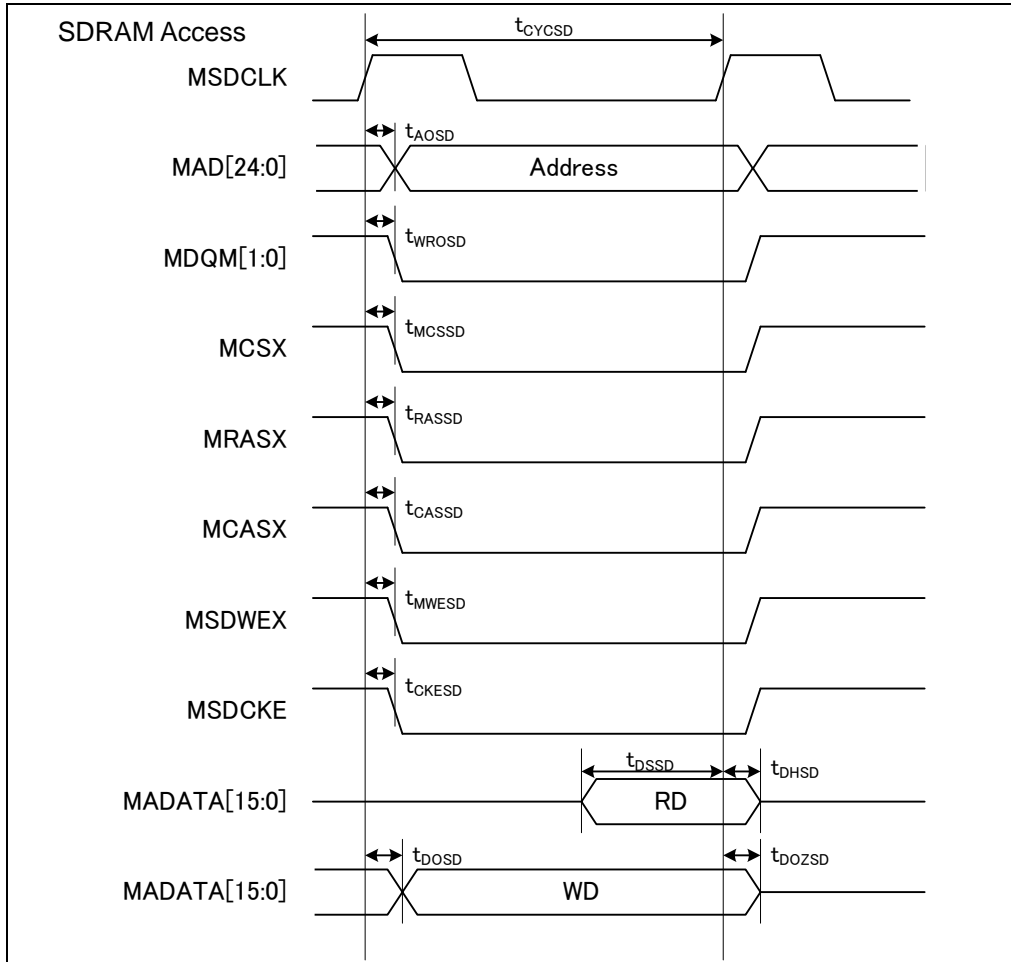 SDRAM Access
tCYCSD
MSDCLK
tAOSD
MAD[24:0]
Address
tWROSD
MDQM[1:0]
tMCSSD
MCSX
tRASSD
MRASX
tCASSD
MCASX
tMWESD
MSDWEX
tCKESD
MSDCKE
tDSSD
tDHSD
MADATA[15:0]
RD
tDOSD
tDOZSD
MADATA[15:0]
WD